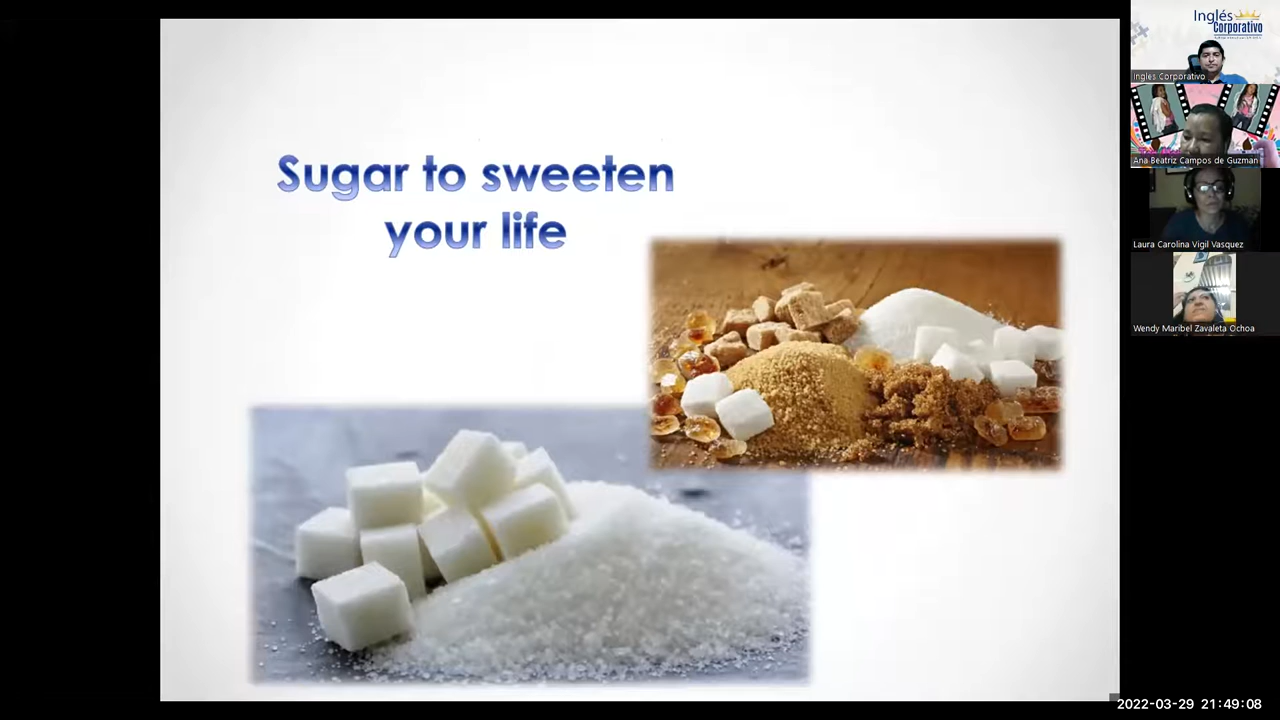 Sugar to sweeten
your life
Inglés
Corporativo
Ingles Corporativo
Ana Beatriz Campos de Guzman
Laura Carolina Vigil Vasquez
Wendy Maribel Zavaleta Ochoa
2022-03-29 21:49:08